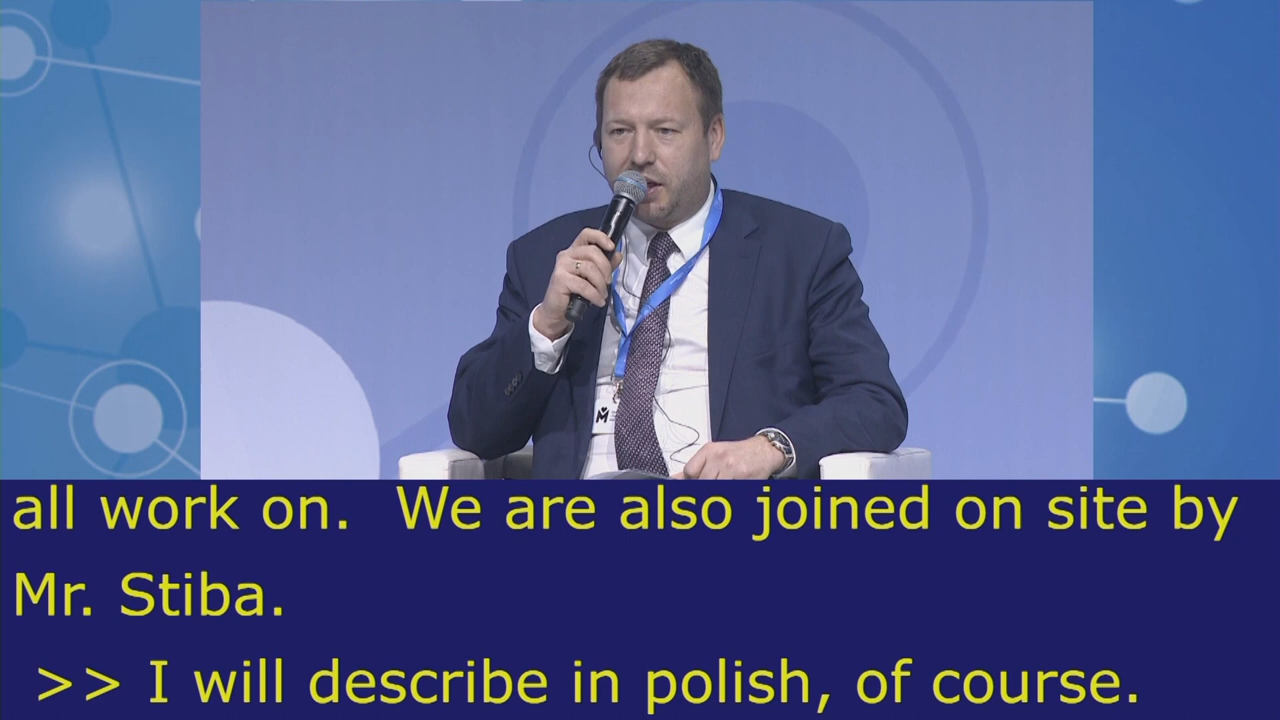 all work on.  We are also joined on site by
Mr. Stiba.
>> I will describe in polish, of course.